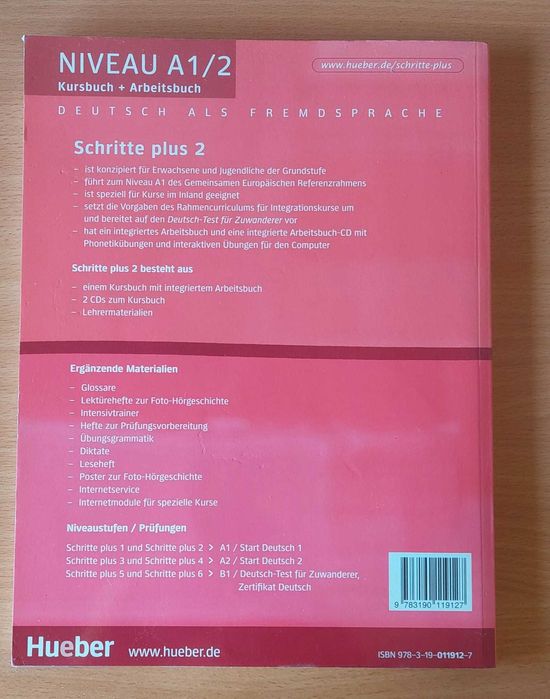 NIVEAU A1/2
Kursbuch + Arbeitsbuch
www.hueber.de/schritte-plus
DEUTSCH ALS FREMDSPRACHE
Schritte plus 2
– ist konzipiert für Erwachsene und Jugendliche der Grundstufe
– führt zum Niveau A1 des Gemeinsamen Europäischen Referenzrahmens
– ist speziell für Kurse im Inland geeignet
– setzt die Vorgaben des Rahmencurriculums für Integrationskurse um
und bereitet auf den Deutsch-Test für Zuwanderer vor
– hat ein integriertes Arbeitsbuch und eine integrierte Arbeitsbuch-CD mit
Phonetikübungen und interaktiven Übungen für den Computer
Schritte plus 2 besteht aus
– einem Kursbuch mit integriertem Arbeitsbuch
– 2 CDs zum Kursbuch
– Lehrermaterialien
Ergänzende Materialien
– Glossare
– Lektürehefte zur Foto-Hörgeschichte
– Intensivtrainer
– Hefte zur Prüfungsvorbereitung
– Übungsgrammatik
– Diktate
– Leseheft
– Poster zur Foto-Hörgeschichte
– Internetservice
– Internetmodule für spezielle Kurse
Niveaustufen / Prüfungen
Schritte plus 1 und Schritte plus 2 > A1 / Start Deutsch 1
Schritte plus 3 und Schritte plus 4 > A2 / Start Deutsch 2
Schritte plus 5 und Schritte plus 6 > B1 / Deutsch-Test für Zuwanderer,
Zertifikat Deutsch
9 783190 119127
Hueber www.hueber.de
ISBN 978-3-19-011912-7